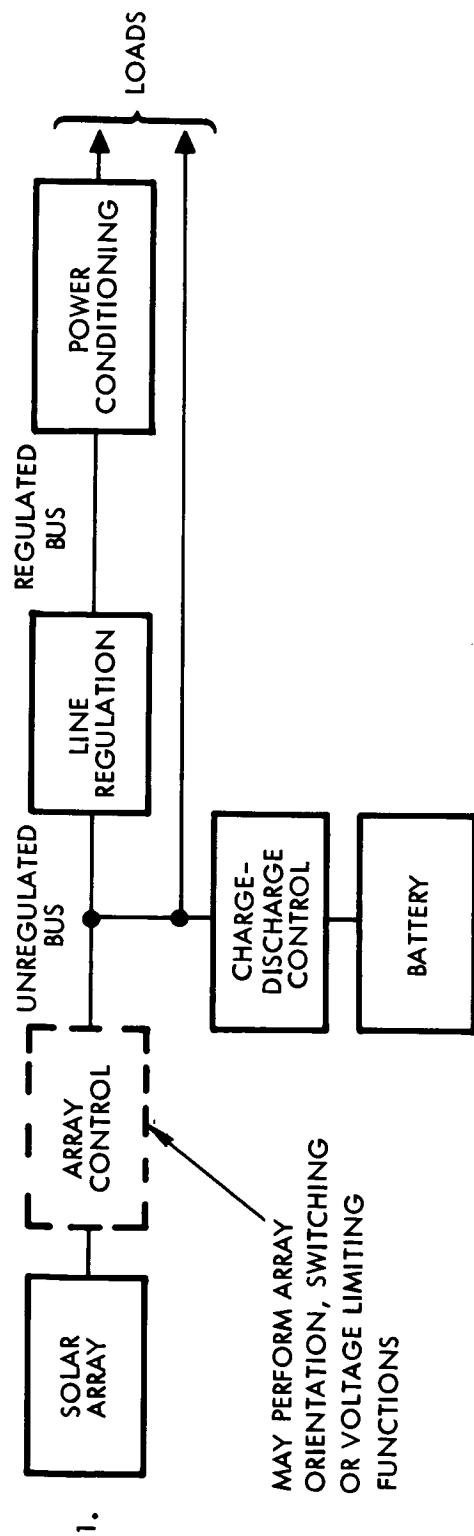 1.
SOLAR
ARRAY
ARRAY
CONTROL
UNREGULATED
BUS
LINE
REGULATION
REGULATED
BUS
POWER
CONDITIONING
LOADS
CHARGE-
DISCHARGE
CONTROL
BATTERY
MAY PERFORM ARRAY
ORIENTATION, SWITCHING
OR VOLTAGE LIMITING
FUNCTIONS